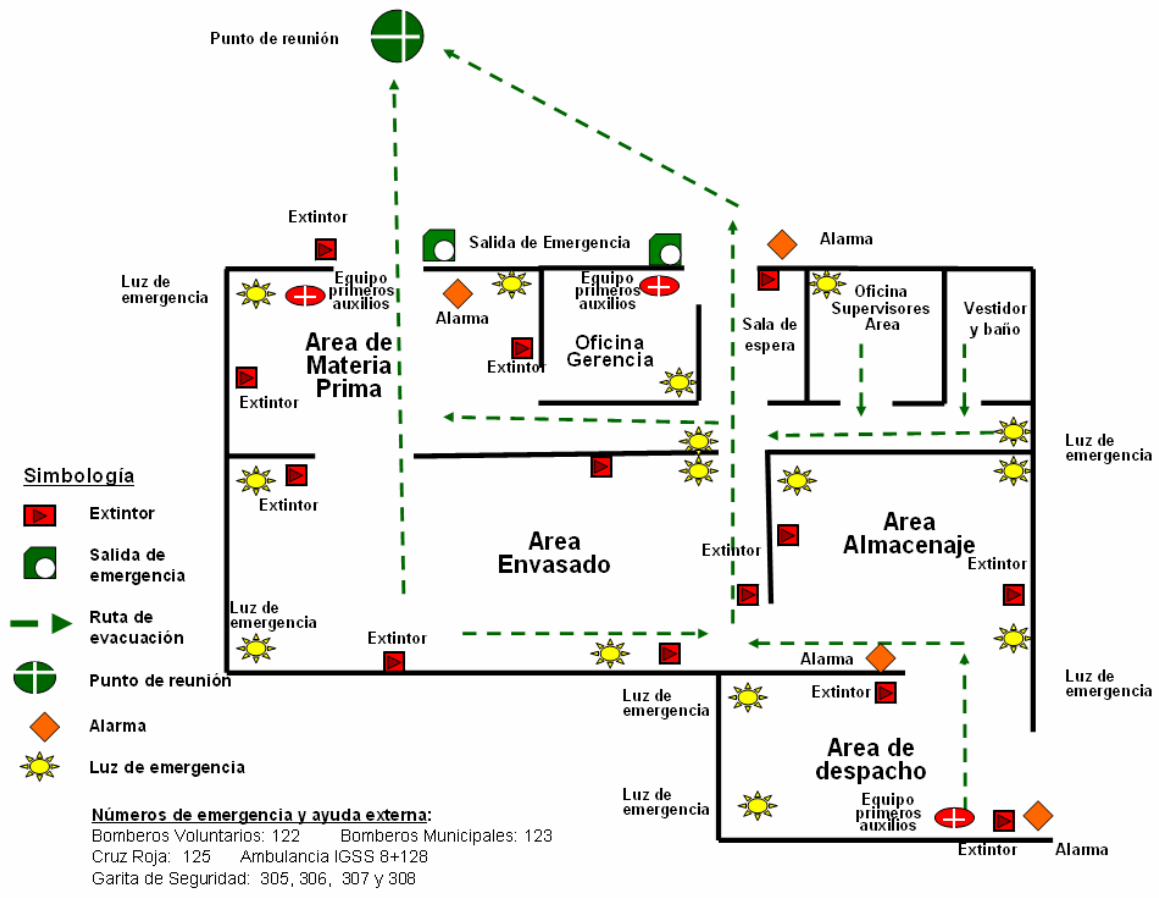 Punto de reunión
Extintor
Salida de Emergencia
Alarma
Luz de
emergencia
Equipo
primeros
auxilios
Alarma
Equipo
primeros
auxilios
Oficina
Supervisores
Area
Vestidor
y baño
Sala de
espera
Area de
Materia
Prima
Oficina
Gerencia
Extintor
Extintor
Luz de
emergencia
Simbología
Extintor
Salida de
emergencia
Ruta de
evacuación
Punto de reunión
Alarma
Luz de emergencia
Extintor
Area
Envasado
Extintor
Area
Almacenaje
Extintor
Luz de
emergencia
Extintor
Alarma
Extintor
Luz de
emergencia
Luz de
emergencia
Area de
despacho
Luz de
emergencia
Equipo
primeros
auxilios
Extintor
Alarma
Números de emergencia y ayuda externa:
Bomberos Voluntarios: 122 Bomberos Municipales: 123
Cruz Roja: 125 Ambulancia IGSS 8+128
Garita de Seguridad: 305, 306, 307 y 308